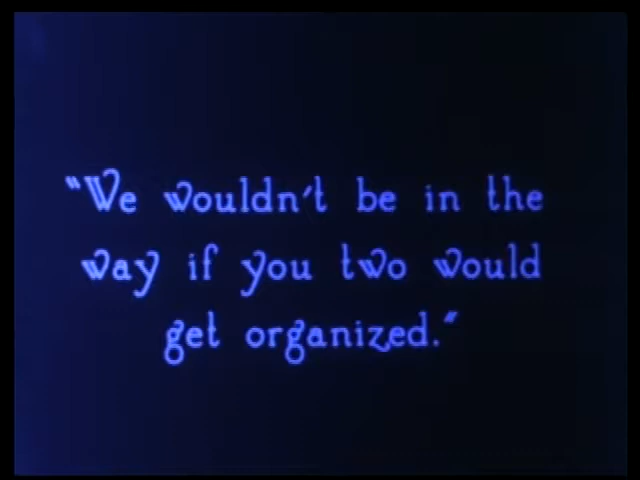 "We wouldn't be in the
way if you two would
get organized."